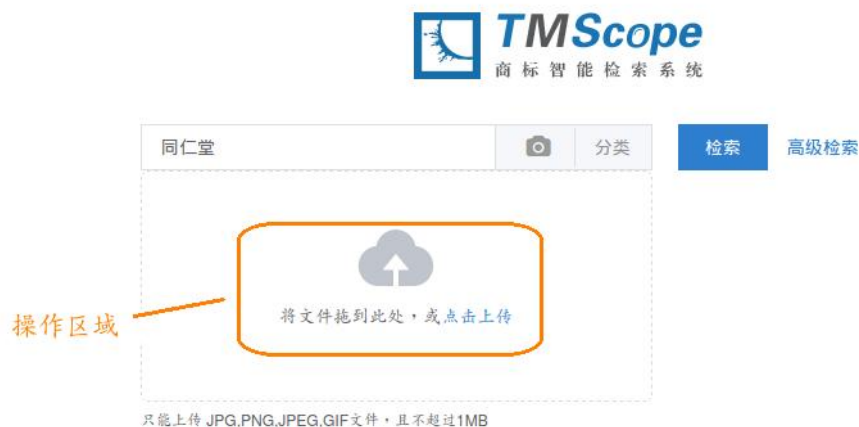 TMScope
商标智能检索系统
同仁堂 分类 检索 高级检索
将文件拖到此处，或点击上传
操作区域
只能上传 JPG,PNG,JPEG,GIF文件，且不超过1MB